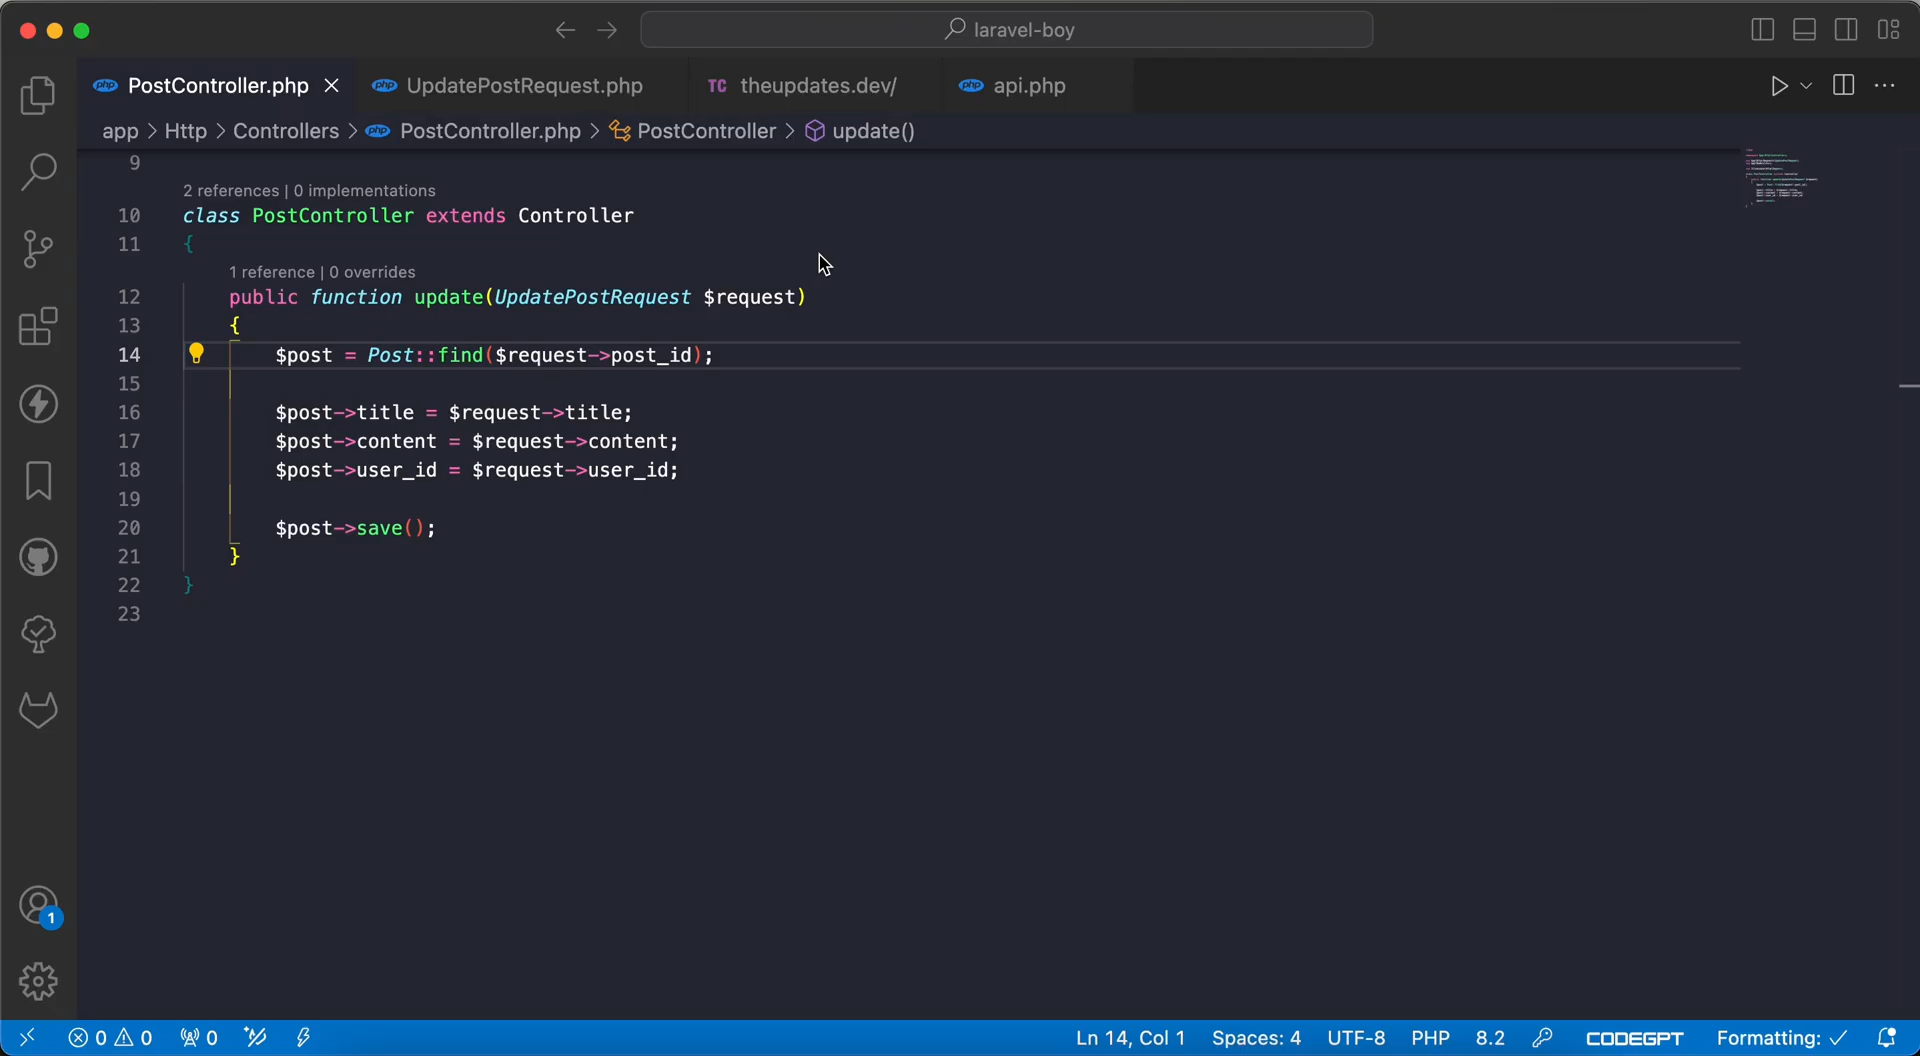 laravel-boy
php PostController.php php UpdatePostRequest.php TC theupdates.dev/ php api.php
app > Http > Controllers > php PostController.php > PostController > update()
9
2 references | 0 implementations
10 class PostController extends Controller
11 {
1 reference | 0 overrides
12 public function update(UpdatePostRequest $request)
13 {
14 $post = Post::find($request->post_id);
15
16 $post->title = $request->title;
17 $post->content = $request->content;
18 $post->user_id = $request->user_id;
19
20 $post->save();
21 }
22 }
23
1
0 0 0 Ln 14, Col 1 Spaces: 4 UTF-8 PHP 8.2 CODEGPT Formatting: ✓